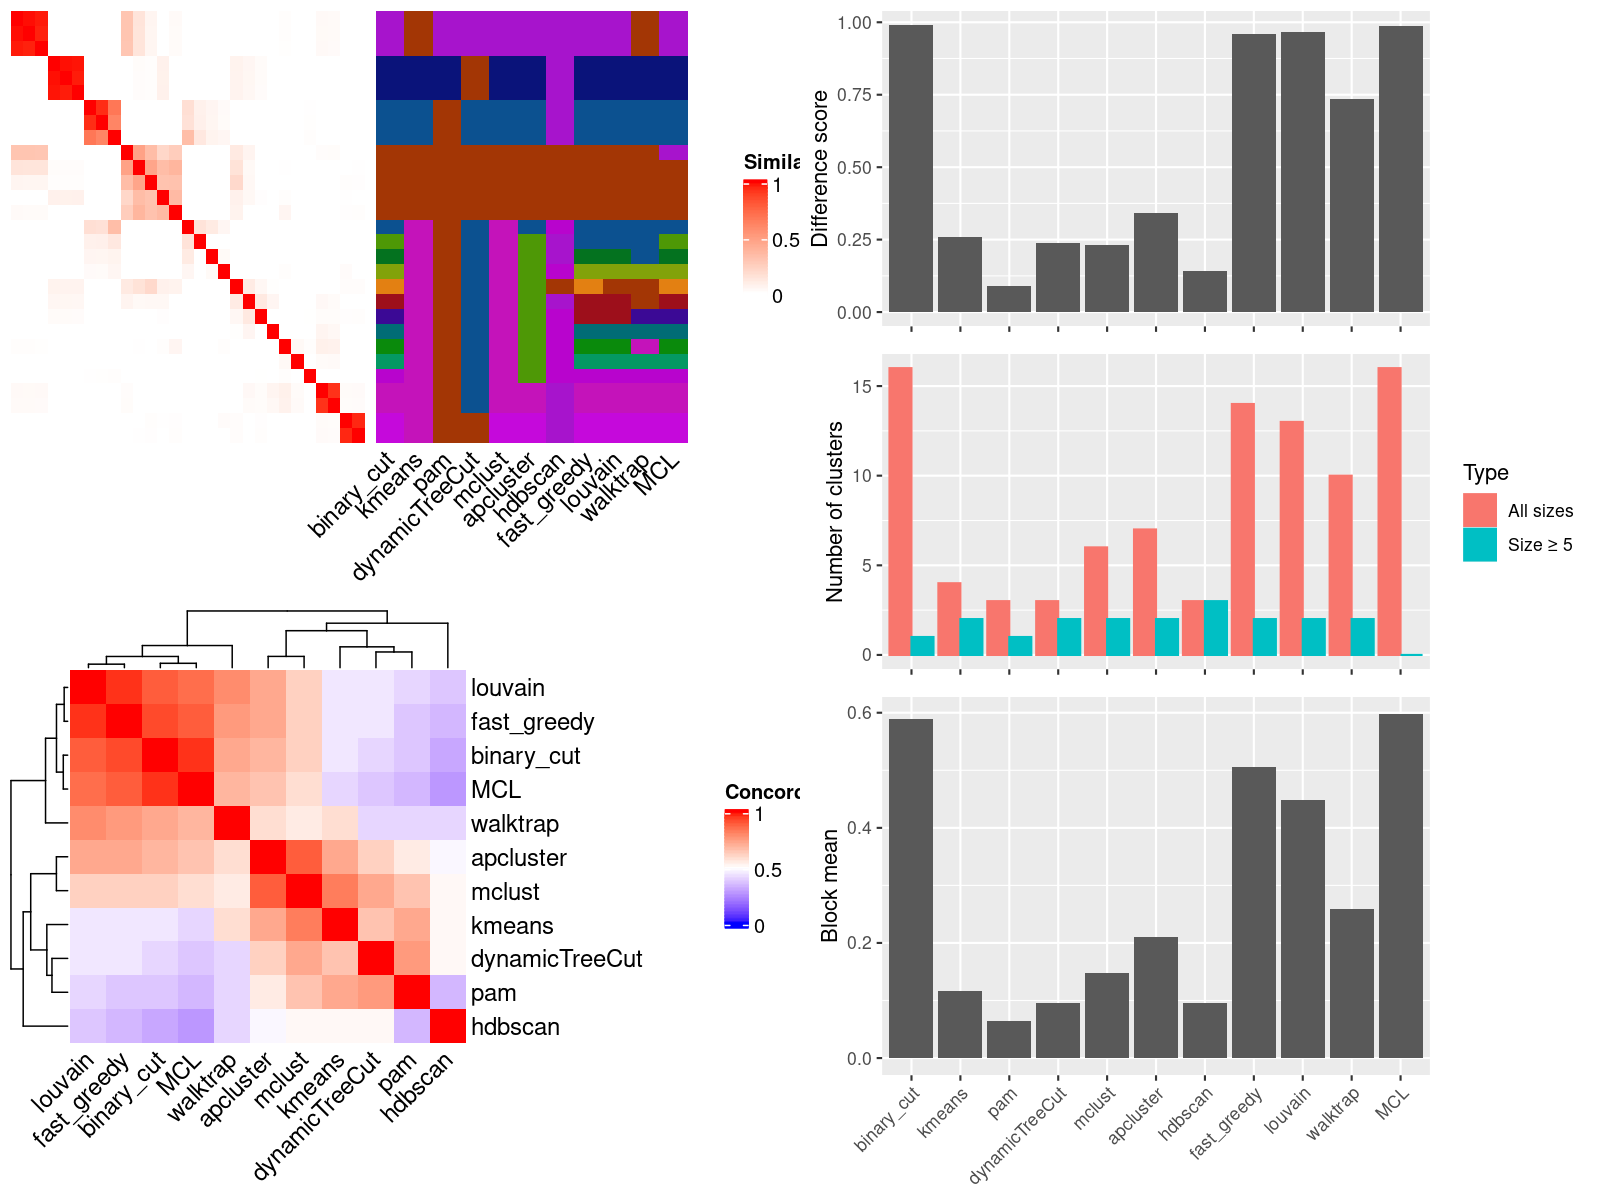 Simila
1
0.5
0
binary_cut
kmeans
pam
dynamicTreeCut
mclust
apcluster
hdbscan
fast_greedy
louvain
walktrap
MCL
louvain
fast_greedy
binary_cut
MCL
walktrap
apcluster
mclust
kmeans
dynamicTreeCut
pam
hdbscan
Concord
1
0.5
0
louvain
fast_greedy
binary_cut
MCL
walktrap
apcluster
mclust
kmeans
dynamicTreeCut
pam
hdbscan
Difference score
1.00
0.75
0.50
0.25
0.00
Number of clusters
15
10
5
0
Type
All sizes
Size ≥ 5
Block mean
0.6
0.4
0.2
0.0
binary_cut
kmeans
pam
dynamicTreeCut
mclust
apcluster
hdbscan
fast_greedy
louvain
walktrap
MCL